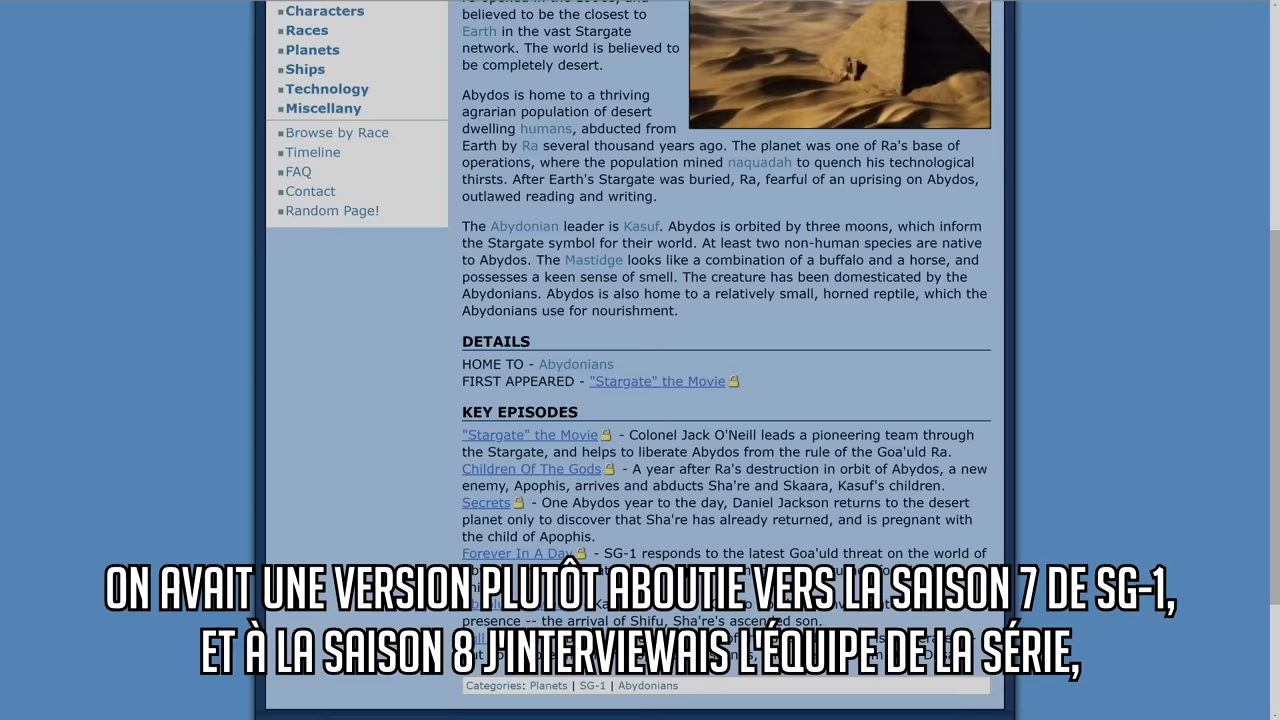 Characters
Races
Planets
Ships
Technology
Miscellany
Browse by Race
Timeline
FAQ
Contact
Random Page!
believed to be the closest to
Earth in the vast Stargate
network. The world is believed to
be completely desert.
Abydos is home to a thriving
agrarian population of desert
dwelling humans, abducted from
Earth by Ra several thousand years ago. The planet was one of Ra's base of
operations, where the population mined naquadah to quench his technological
thirsts. After Earth's Stargate was buried, Ra, fearful of an uprising on Abydos,
outlawed reading and writing.
The Abydonian leader is Kasuf. Abydos is orbited by three moons, which inform
the Stargate symbol for their world. At least two non-human species are native
to Abydos. The Mastidge looks like a combination of a buffalo and a horse, and
possesses a keen sense of smell. The creature has been domesticated by the
Abydonians. Abydos is also home to a relatively small, horned reptile, which the
Abydonians use for nourishment.
DETAILS
HOME TO - Abydonians
FIRST APPEARED - "Stargate" the Movie
KEY EPISODES
"Stargate" the Movie - Colonel Jack O'Neill leads a pioneering team through
the Stargate, and helps to liberate Abydos from the rule of the Goa'uld Ra.
Children Of The Gods - A year after Ra's destruction in orbit of Abydos, a new
enemy, Apophis, arrives and abducts Sha're and Skaara, Kasuf's children.
Secrets - One Abydos year to the day, Daniel Jackson returns to the desert
planet only to discover that Sha're has already returned, and is pregnant with
the child of Apophis.
Forever In A Day - SG-1 responds to the latest Goa'uld threat on the world of
presence -- the arrival of Shifu, Sha're's ascended son.
ON AVAIT UNE VERSION PLUTÔT ABOUTIE VERS LA SAISON 7 DE SG-1,
ET À LA SAISON 8 J'INTERVIEWAIS L'ÉQUIPE DE LA SÉRIE,
Categories: Planets | SG-1 | Abydonians